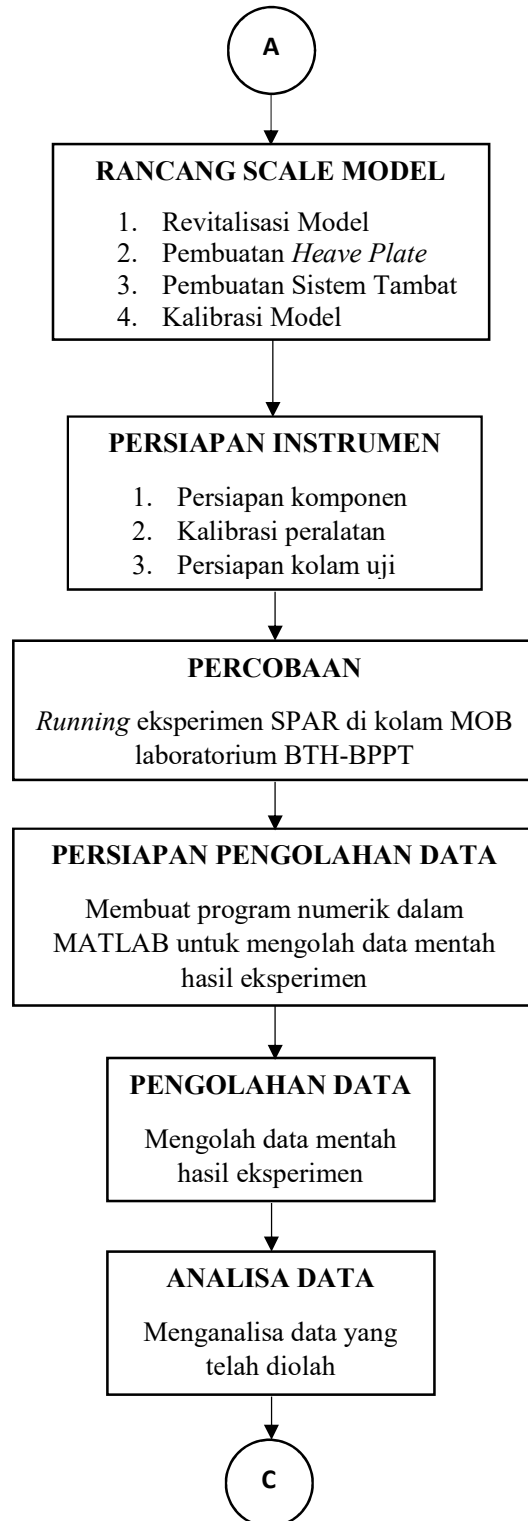 A
RANCANG SCALE MODEL
1. Revitalisasi Model
2. Pembuatan Heave Plate
3. Pembuatan Sistem Tambat
4. Kalibrasi Model
PERSIAPAN INSTRUMEN
1. Persiapan komponen
2. Kalibrasi peralatan
3. Persiapan kolam uji
PERCOBAAN
Running eksperimen SPAR di kolam MOB
laboratorium BTH-BPPT
PERSIAPAN PENGOLAHAN DATA
Membuat program numerik dalam
MATLAB untuk mengolah data mentah
hasil eksperimen
PENGOLAHAN DATA
Mengolah data mentah
hasil eksperimen
ANALISA DATA
Menganalisa data yang
telah diolah
C